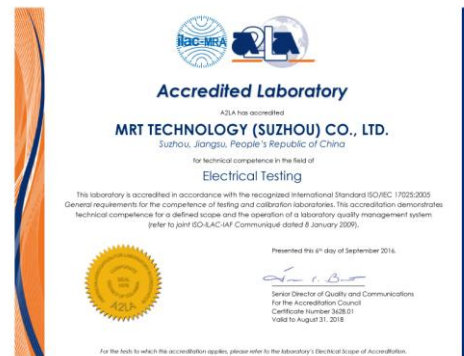 ilac-MRA
A2LA
Accredited Laboratory
A2LA has accredited
MRT TECHNOLOGY (SUZHOU) CO., LTD.
Suzhou, Jiangsu, People's Republic of China
for technical competence in the field of
Electrical Testing
This laboratory is accredited in accordance with the recognized International Standard ISO/IEC 17025:2005
General requirements for the competence of testing and calibration laboratories. This accreditation demonstrates
technical competence for a defined scope and the operation of a laboratory quality management system
(refer to joint ISO-ILAC-IAF Communiqué dated 8 January 2009).
Presented this 6th day of September 2016.
Senior Director of Quality and Communications
For the Accreditation Council
Certificate Number 3628.01
Valid to August 31, 2018
CORPORATE
SEAL
1978
A2LA
For the tests to which this accreditation applies, please refer to the laboratory's Electrical Scope of Accreditation.